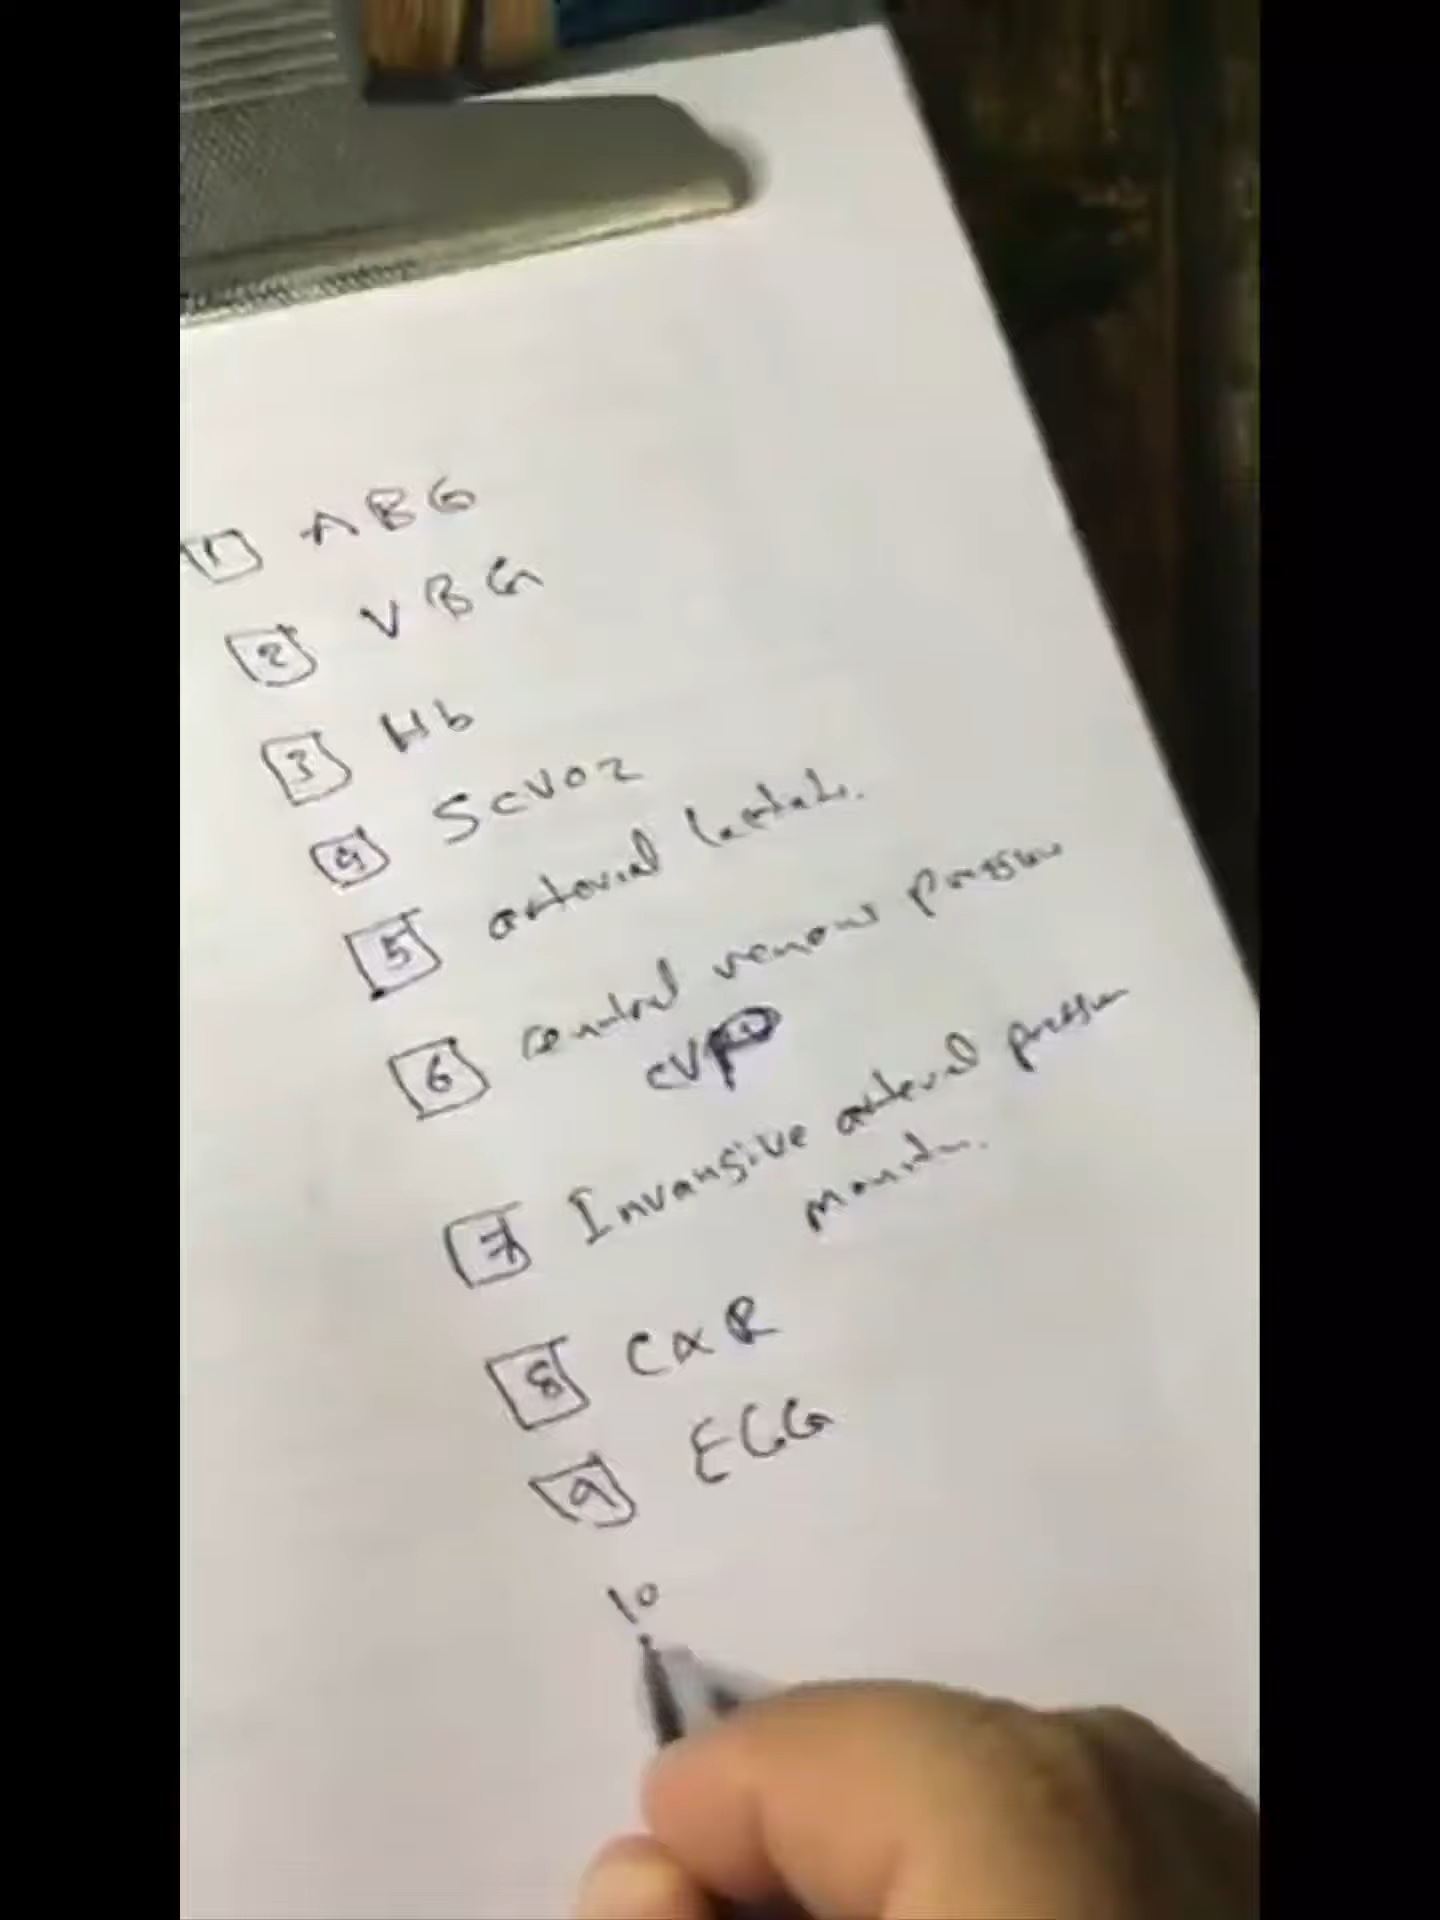 1 ABG
2 VBG
3 Hb
4 ScVO2
5 arterial lactate.
6 central venous pressure
CVP
7 Invansive arterial pressure
monitor.
8 CXR
9 ECG
10